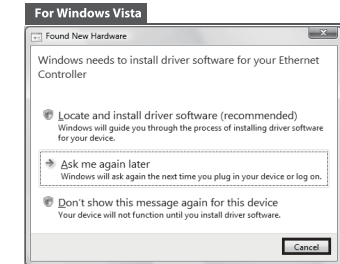 For Windows Vista
Found New Hardware
Windows needs to install driver software for your Ethernet
Controller
Locate and install driver software (recommended)
Windows will guide you through the process of installing driver software
for your device.
Ask me again later
Windows will ask again the next time you plug in your device or log on.
Don't show this message again for this device
Your device will not function until you install driver software.
Cancel